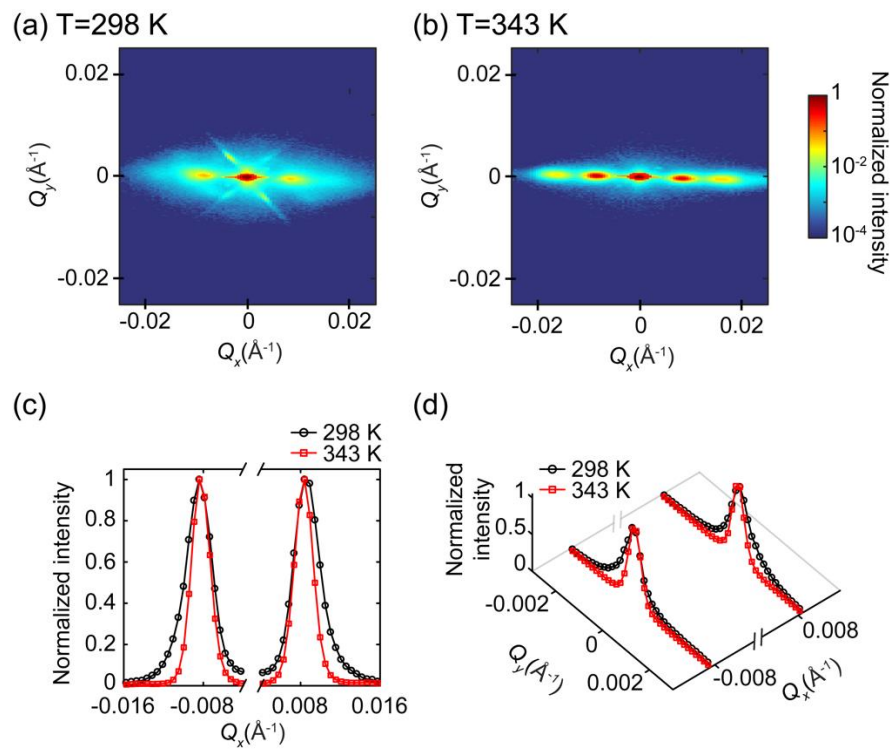 (a) T=298 K
(b) T=343 K
0.02
0
-0.02
Qy(Å-1)
-0.02
0
0.02
Qx(Å-1)
0.02
0
-0.02
Qy(Å-1)
-0.02
0
0.02
Qx(Å-1)
1
10-2
10-4
Normalized intensity
(c)
298 K
343 K
1
0.8
0.6
0.4
0.2
0
Normalized intensity
-0.016
-0.008
0.008
0.016
Qx(Å-1)
(d)
298 K
343 K
Normalized
intensity
1
0.5
0
-0.002
0
0.002
Qy(Å-1)
-0.008
0.008
Qx(Å-1)